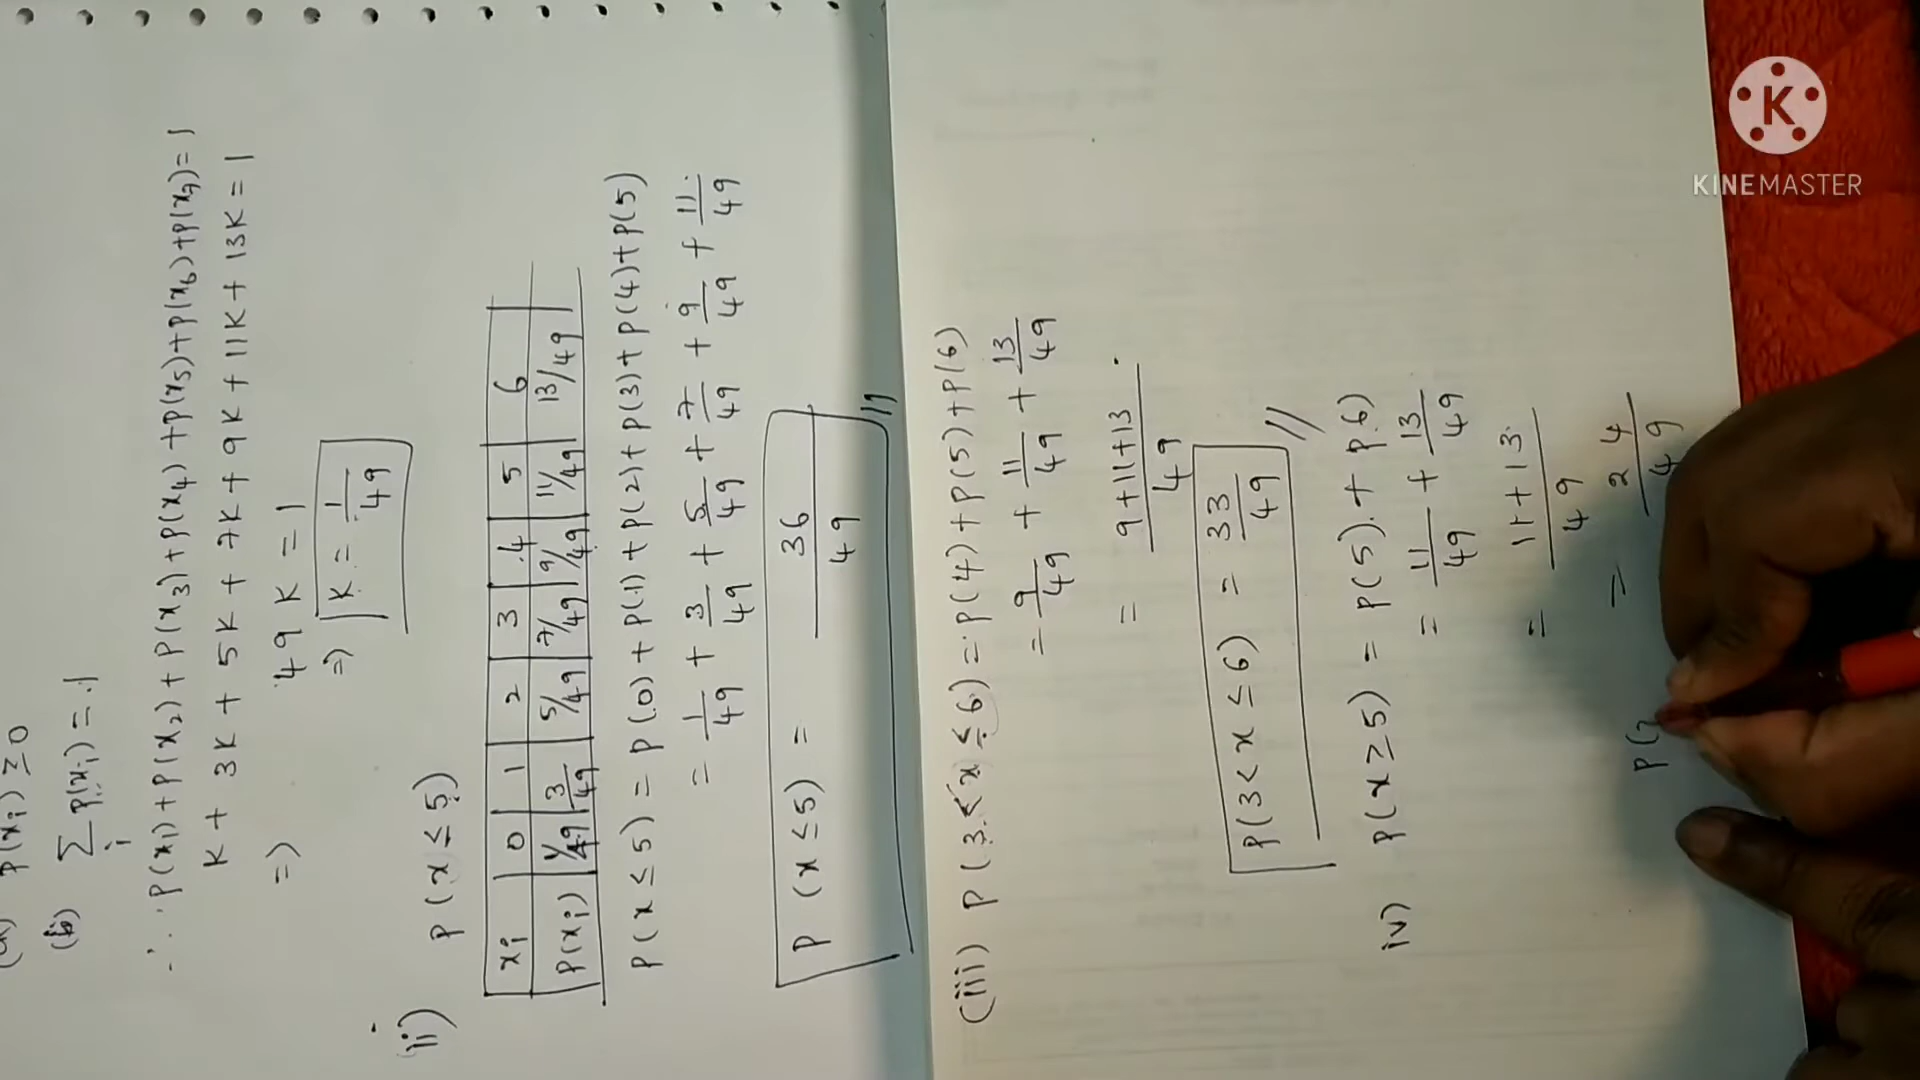 (a) P(xi) ≥ 0
(b) ∑ P(xi) = 1
i
∴ P(x1) + P(x2) + P(x3) + P(x4) + P(x5) + P(x6) + P(x7) = 1
K + 3K + 5K + 7K + 9K + 11K + 13K = 1
=> 49K = 1
=> K = 1/49
ii) P(x ≤ 5)
xi 0 1 2 3 4 5 6
P(xi) 1/49 3/49 5/49 7/49 9/49 11/49 13/49
P(x ≤ 5) = P(0) + P(1) + P(2) + P(3) + P(4) + P(5)
= 1/49 + 3/49 + 5/49 + 7/49 + 9/49 + 11/49
P(x ≤ 5) = 36/49
(iii) P(3 < x ≤ 6) = P(4) + P(5) + P(6)
= 9/49 + 11/49 + 13/49
= 9+11+13/49
P(3 < x ≤ 6) = 33/49
iv) P(x ≥ 5) = P(5) + P(6)
= 11/49 + 13/49
= 11+13/49
= 24/49
P(
K
KINEMASTER